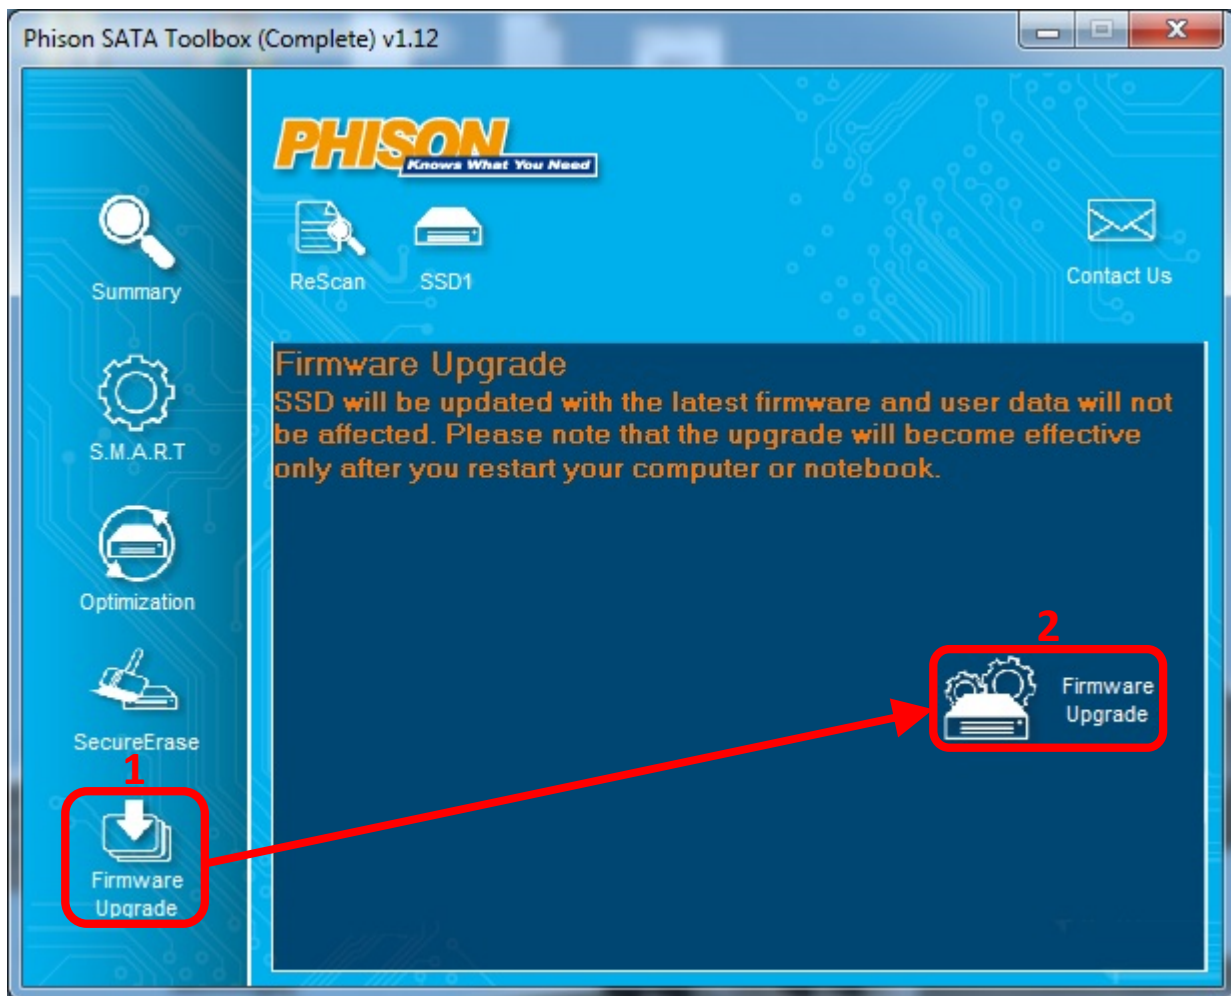 Phison SATA Toolbox (Complete) v1.12
PHISON
Knows What You Need
ReScan
SSD1
Contact Us
Summary
S.M.A.R.T
Optimization
SecureErase
1
Firmware
Upgrade
Firmware Upgrade
SSD will be updated with the latest firmware and user data will not
be affected. Please note that the upgrade will become effective
only after you restart your computer or notebook.
2
Firmware
Upgrade